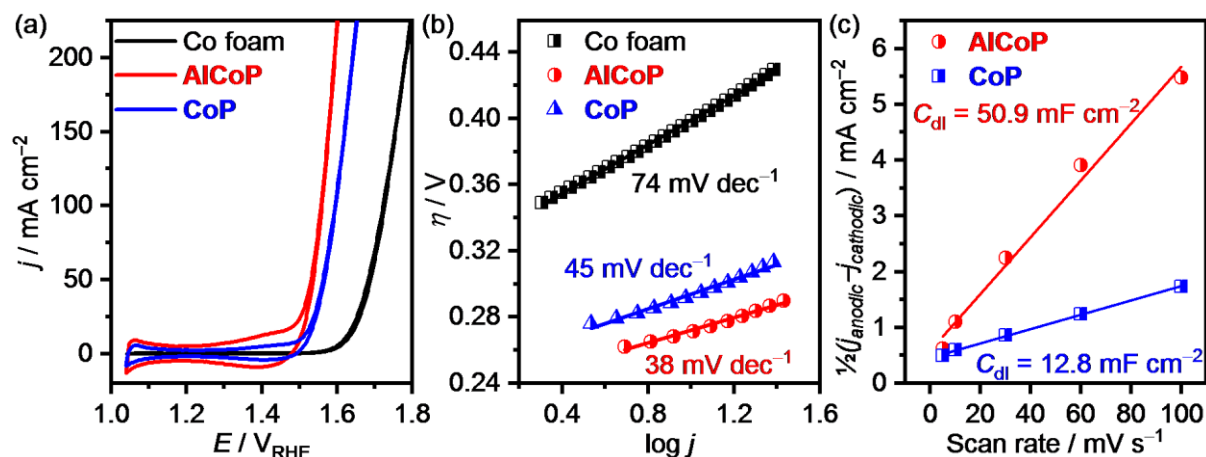 (a)
Co foam
AlCoP
CoP
200
150
100
50
0
j / mA cm⁻²
1.0 1.2 1.4 1.6 1.8
E / V_RHE
(b)
Co foam
AlCoP
CoP
0.44
0.40
0.36
0.32
0.28
0.24
η / V
74 mV dec⁻¹
45 mV dec⁻¹
38 mV dec⁻¹
0.4 0.8 1.2 1.6
log j
(c)
AlCoP
CoP
6
5
4
3
2
1
0
½(j_anodic–j_cathodic) / mA cm⁻²
C_dl = 50.9 mF cm⁻²
C_dl = 12.8 mF cm⁻²
0 20 40 60 80 100
Scan rate / mV s⁻¹